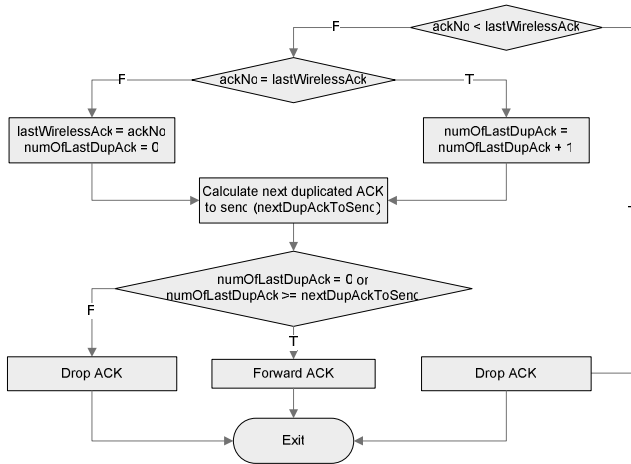 ackNo < lastWirelessAck
F
ackNo = lastWirelessAck
F
T
lastWirelessAck = ackNo
numOfLastDupAck = 0
numOfLastDupAck =
numOfLastDupAck + 1
Calculate next duplicated ACK
to send (nextDupAckToSend)
numOfLastDupAck = 0 or
numOfLastDupAck >= nextDupAckToSend
F
T
Drop ACK
Forward ACK
Drop ACK
Exit